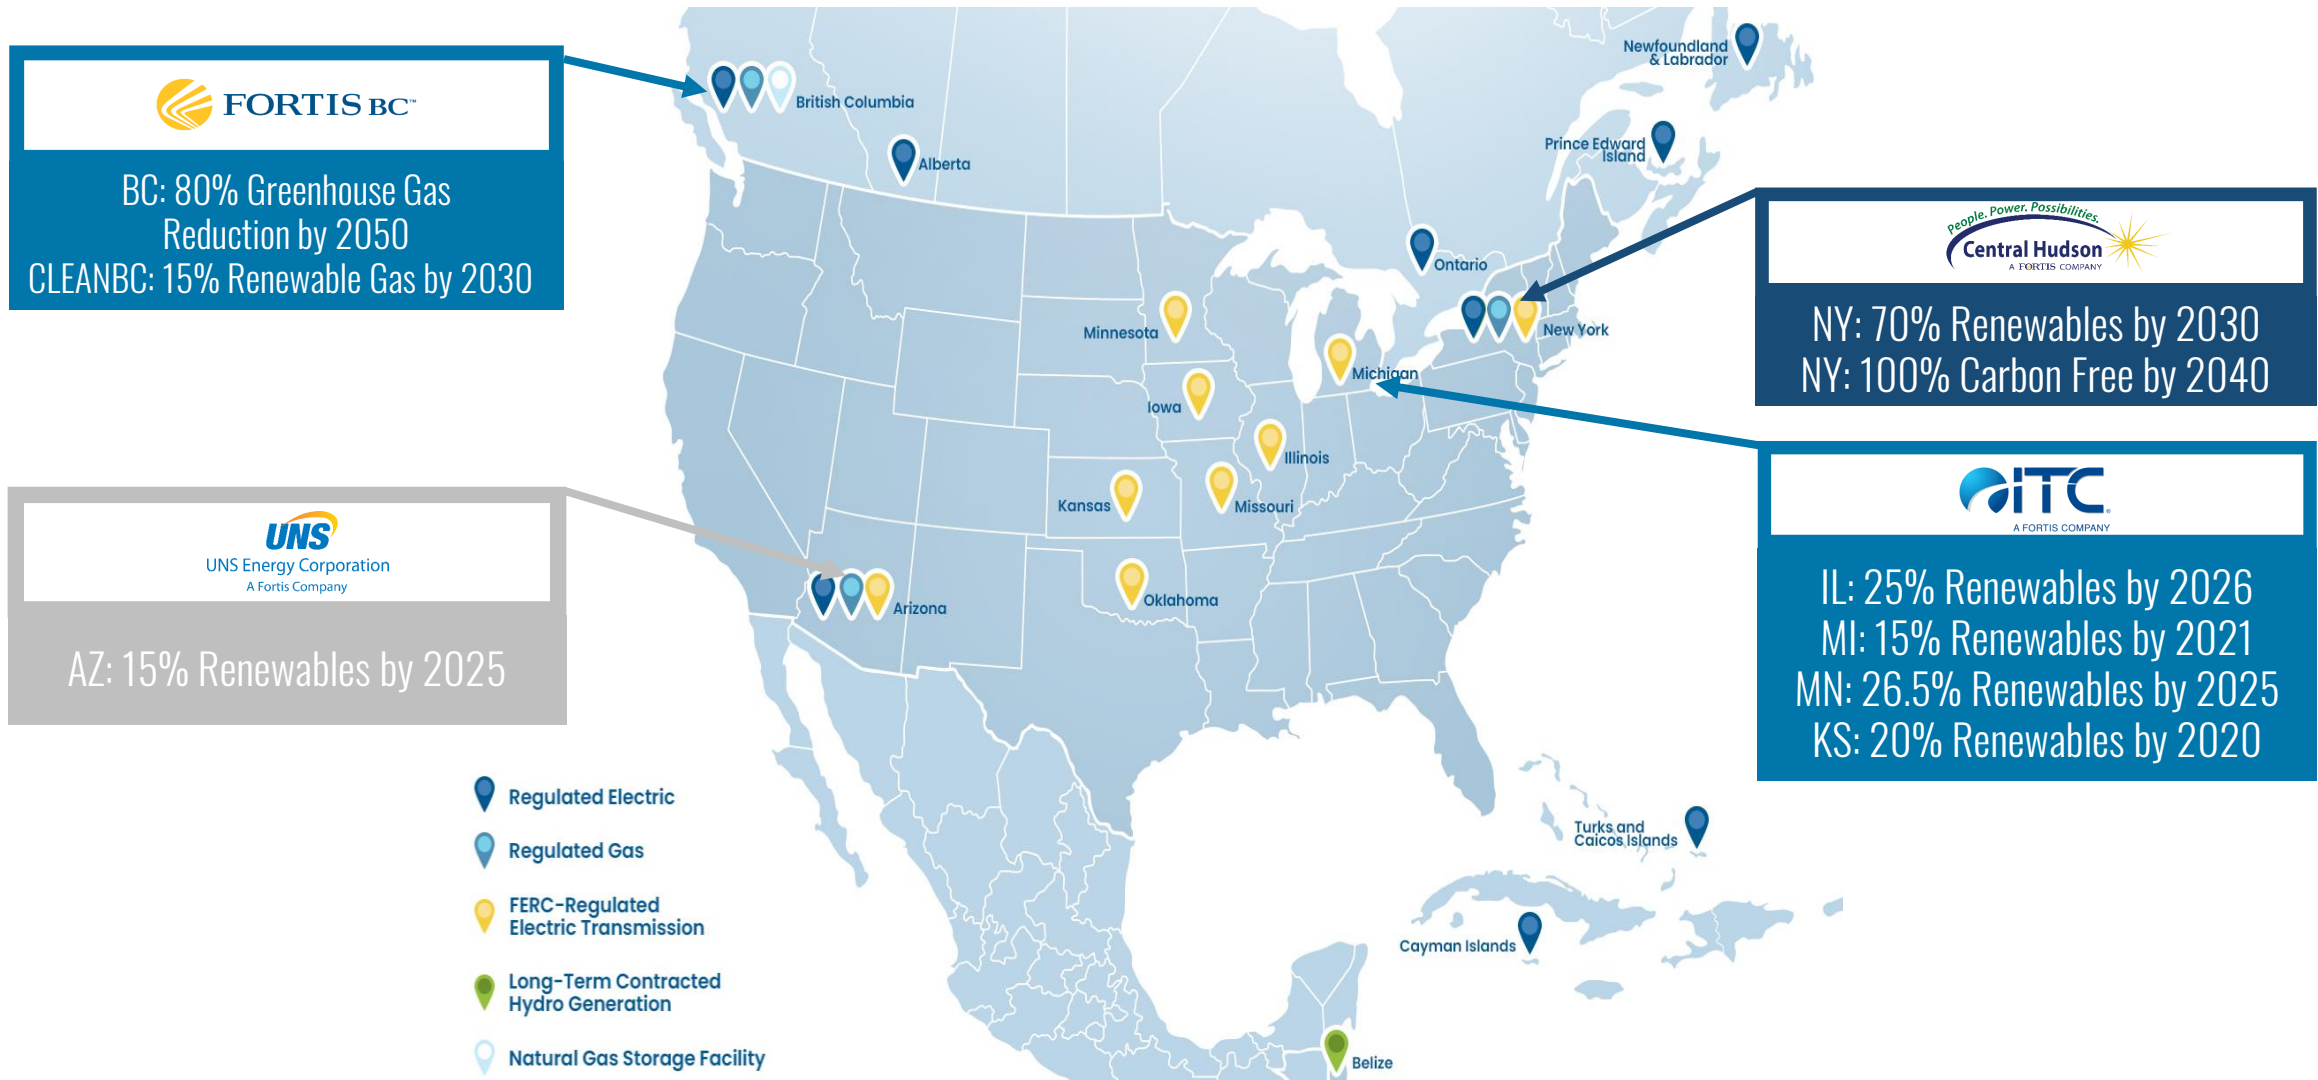 FORTIS BC™
BC: 80% Greenhouse Gas
Reduction by 2050
CLEANBC: 15% Renewable Gas by 2030
UNS
UNS Energy Corporation
A Fortis Company
AZ: 15% Renewables by 2025
British Columbia
Alberta
Newfoundland
& Labrador
Prince Edward
Island
Ontario
New York
Minnesota
Michigan
Iowa
Illinois
Kansas
Missouri
Oklahoma
Arizona
Turks and
Caicos Islands
Cayman Islands
Belize
People. Power. Possibilities.
Central Hudson
A FORTIS COMPANY
NY: 70% Renewables by 2030
NY: 100% Carbon Free by 2040
ITC
A FORTIS COMPANY
IL: 25% Renewables by 2026
MI: 15% Renewables by 2021
MN: 26.5% Renewables by 2025
KS: 20% Renewables by 2020
Regulated Electric
Regulated Gas
FERC-Regulated
Electric Transmission
Long-Term Contracted
Hydro Generation
Natural Gas Storage Facility